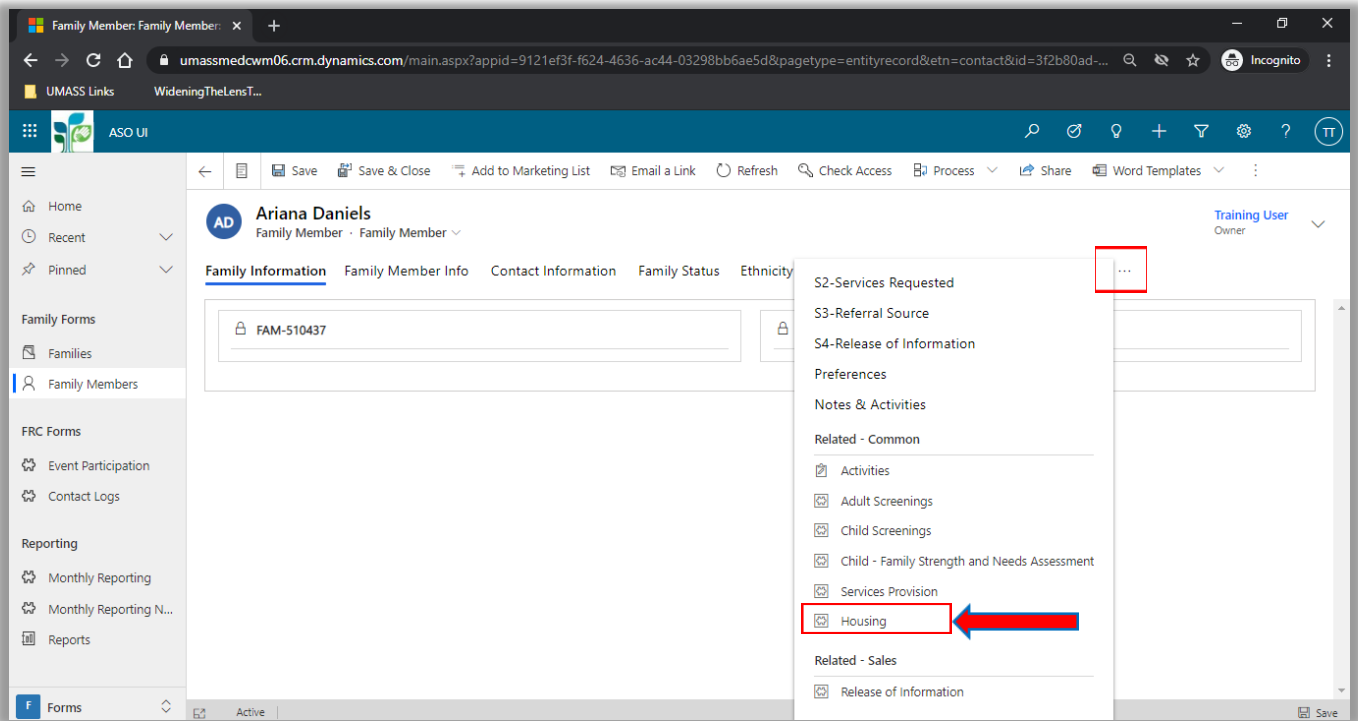 Family Member: Family Member:
umassmedcwm06.crm.dynamics.com/main.aspx?appid=9121ef3f-f624-4636-ac44-03298bb6ae5d&pagetype=entityrecord&etn=contact&id=3f2b80ad-...
Incognito
UMASS Links WideningTheLensT...
ASO UI
TT
Save Save & Close Add to Marketing List Email a Link Refresh Check Access Process Share Word Templates
Home
Recent
Pinned
Family Forms
Families
Family Members
FRC Forms
Event Participation
Contact Logs
Reporting
Monthly Reporting
Monthly Reporting N...
Reports
F Forms
AD
Ariana Daniels
Family Member · Family Member
Training User
Owner
Family Information Family Member Info Contact Information Family Status Ethnicity ...
FAM-510437
S2-Services Requested
S3-Referral Source
S4-Release of Information
Preferences
Notes & Activities
Related - Common
Activities
Adult Screenings
Child Screenings
Child - Family Strength and Needs Assessment
Services Provision
Housing
Related - Sales
Release of Information
Active
Save